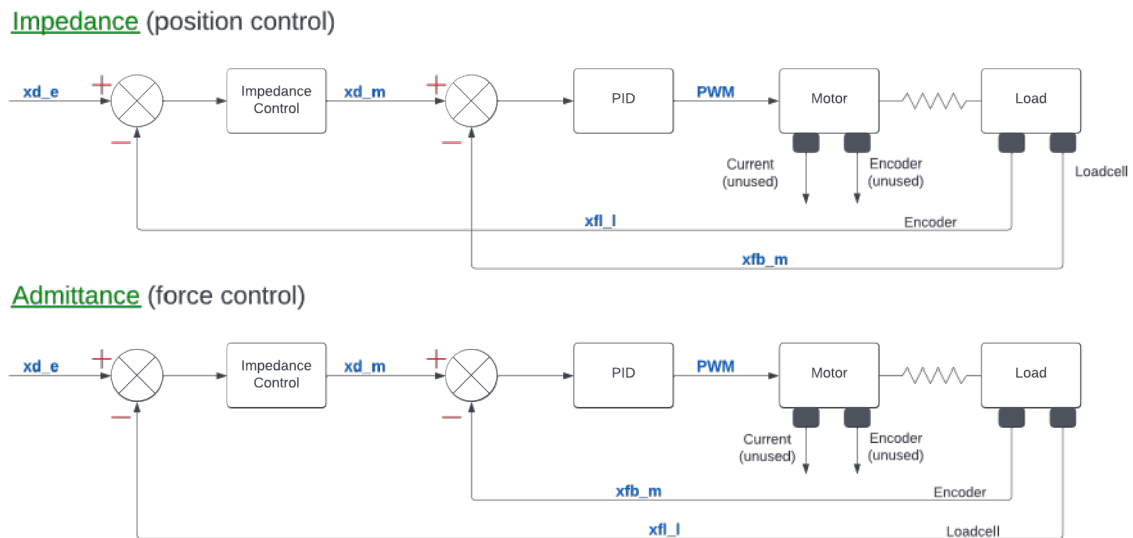 Impedance (position control)
xd_e
+
Impedance
Control
xd_m
+
PID
PWM
Motor
Load
−
−
Current
(unused)
Encoder
(unused)
Loadcell
xfl_l
Encoder
xfb_m
Admittance (force control)
xd_e
+
Impedance
Control
xd_m
+
PID
PWM
Motor
Load
−
−
Current
(unused)
Encoder
(unused)
xfb_m
Encoder
xfl_l
Loadcell